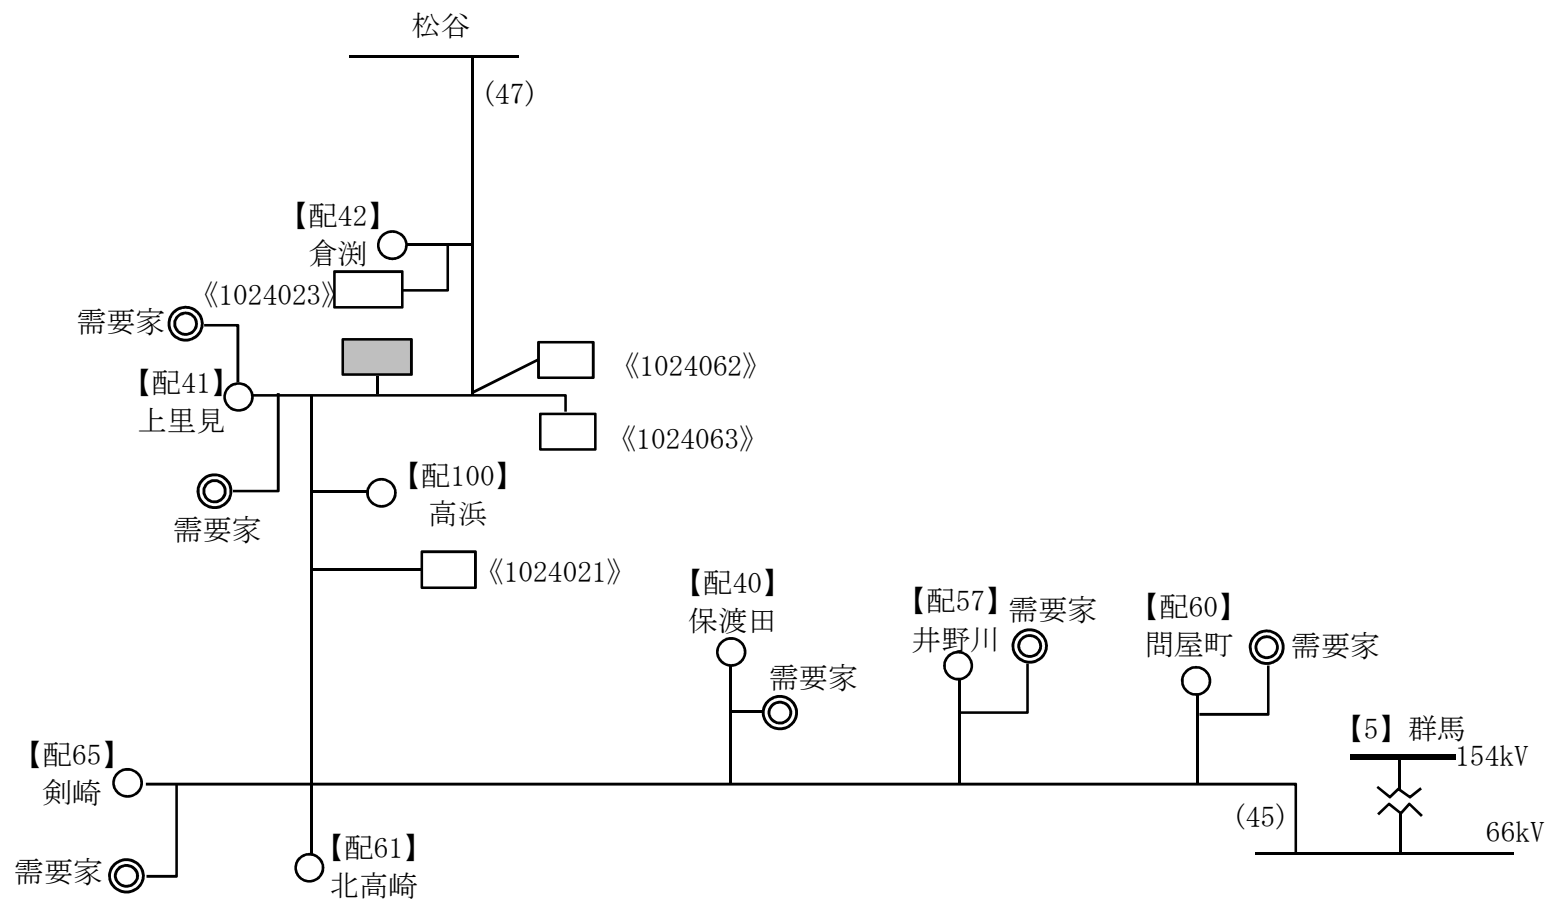 松谷
(47)
【配42】
倉渕
《1024023》
需要家
《1024062》
【配41】
上里見
《1024063》
【配100】
高浜
需要家
《1024021》
【配40】
保渡田
【配57】
井野川
需要家
【配60】
問屋町
需要家
需要家
【5】群馬
154kV
【配65】
剣崎
(45)
66kV
【配61】
北高崎
需要家